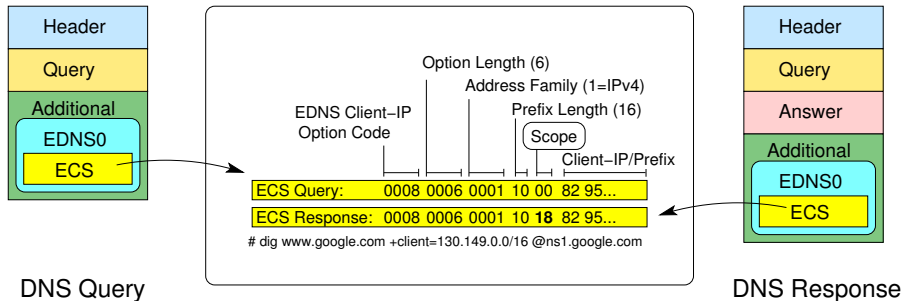 Header
Query
Additional
EDNS0
ECS
DNS Query
Option Length (6)
Address Family (1=IPv4)
EDNS Client−IP
Option Code
Prefix Length (16)
Scope
Client−IP/Prefix
ECS Query: 0008 0006 0001 10 00 82 95...
ECS Response: 0008 0006 0001 10 18 82 95...
# dig www.google.com +client=130.149.0.0/16 @ns1.google.com
Header
Query
Answer
Additional
EDNS0
ECS
DNS Response